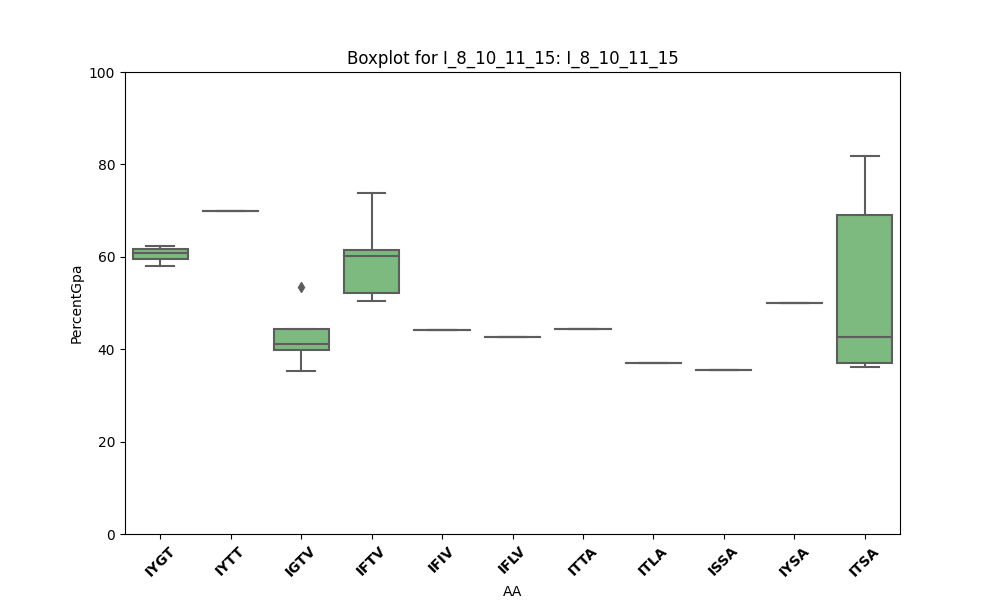 Boxplot for I_8_10_11_15: I_8_10_11_15
100
80
60
40
20
0
PercentGpa
IYGT
IYTT
IGTV
IFTV
IFIV
IFLV
ITTA
ITLA
ISSA
IYSA
ITSA
AA